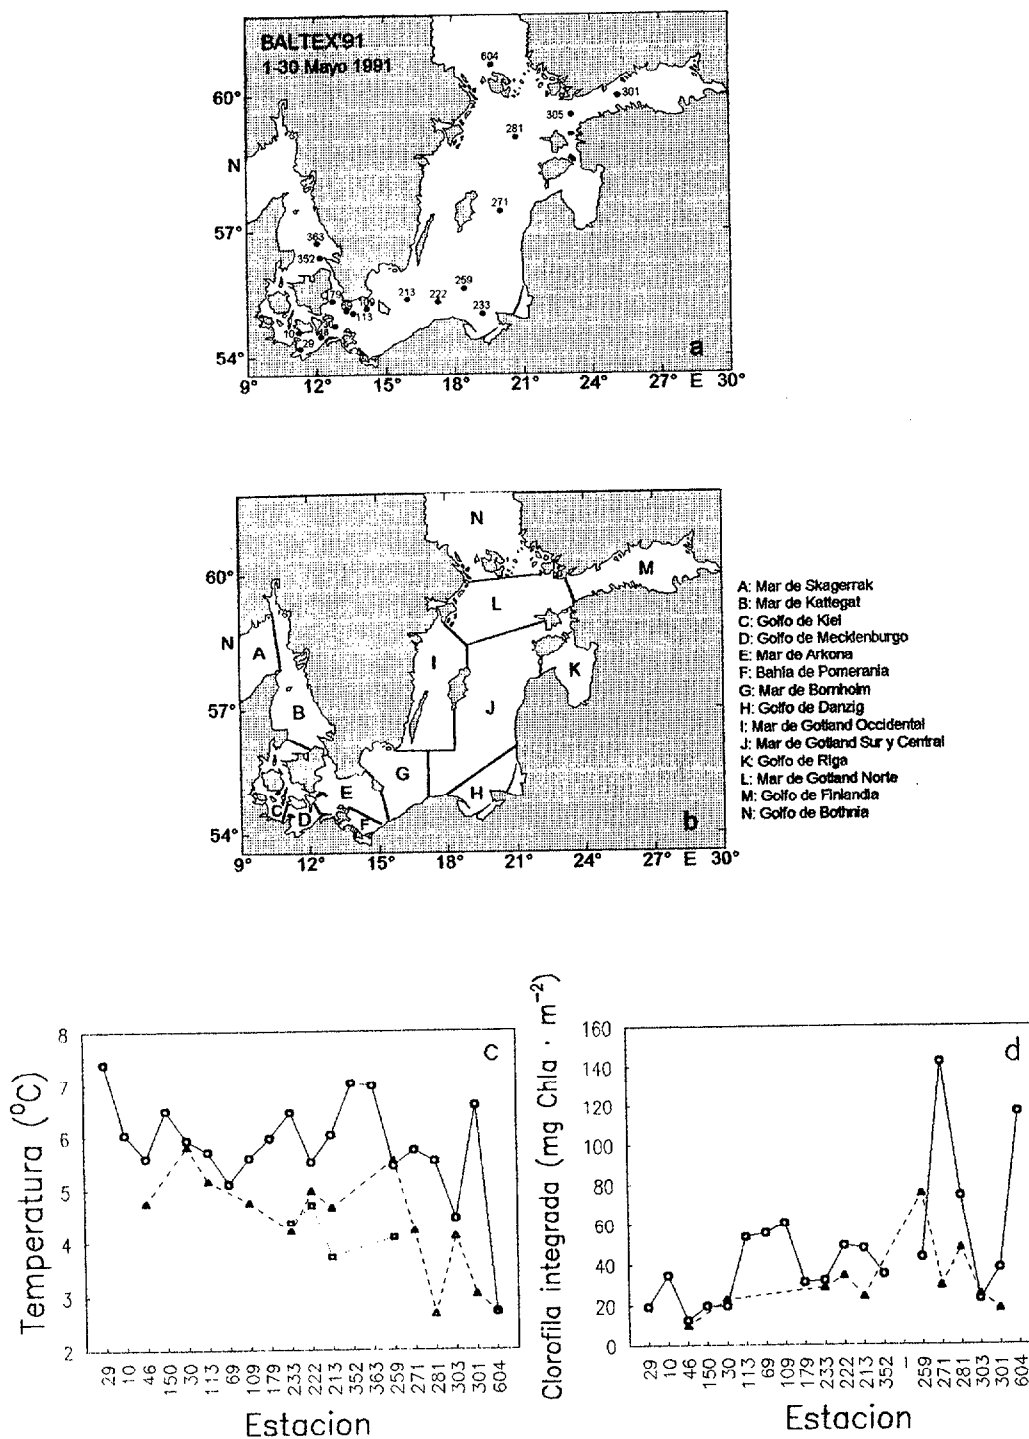 BALTEX'91
1-30 Mayo 1991
604
301
305
281
271
363
352
259
213
222
233
179
109
113
10
29
a
60°
N
57°
54°
9° 12° 15° 18° 21° 24° 27° E 30°
N
M
L
A
I
K
B
J
G
E
H
C
D
F
b
60°
N
57°
54°
9° 12° 15° 18° 21° 24° 27° E 30°
A: Mar de Skagerrak
B: Mar de Kattegat
C: Golfo de Kiel
D: Golfo de Mecklenburgo
E: Mar de Arkona
F: Bahía de Pomerania
G: Mar de Bornholm
H: Golfo de Danzig
I: Mar de Gotland Occidental
J: Mar de Gotland Sur y Central
K: Golfo de Riga
L: Mar de Gotland Norte
M: Golfo de Finlandia
N: Golfo de Bothnia
c
Temperatura (ºC)
8
7
6
5
4
3
2
29 10 46 150 30 113 69 109 179 233 222 213 352 363 259 271 281 303 301 604
Estacion
d
Clorofila integrada (mg Chla · m⁻²)
160
140
120
100
80
60
40
20
0
29 10 46 150 30 113 69 109 179 233 222 213 352 – 259 271 281 303 301 604
Estacion